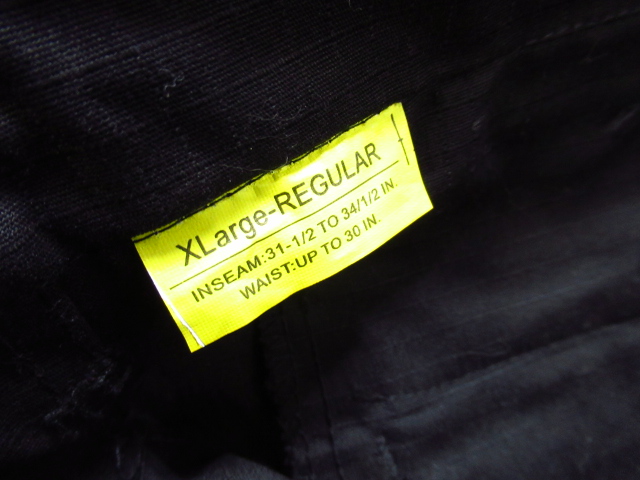 XLarge-REGULAR
INSEAM:31-1/2 TO 34/1/2 IN.
WAIST:UP TO 30 IN.